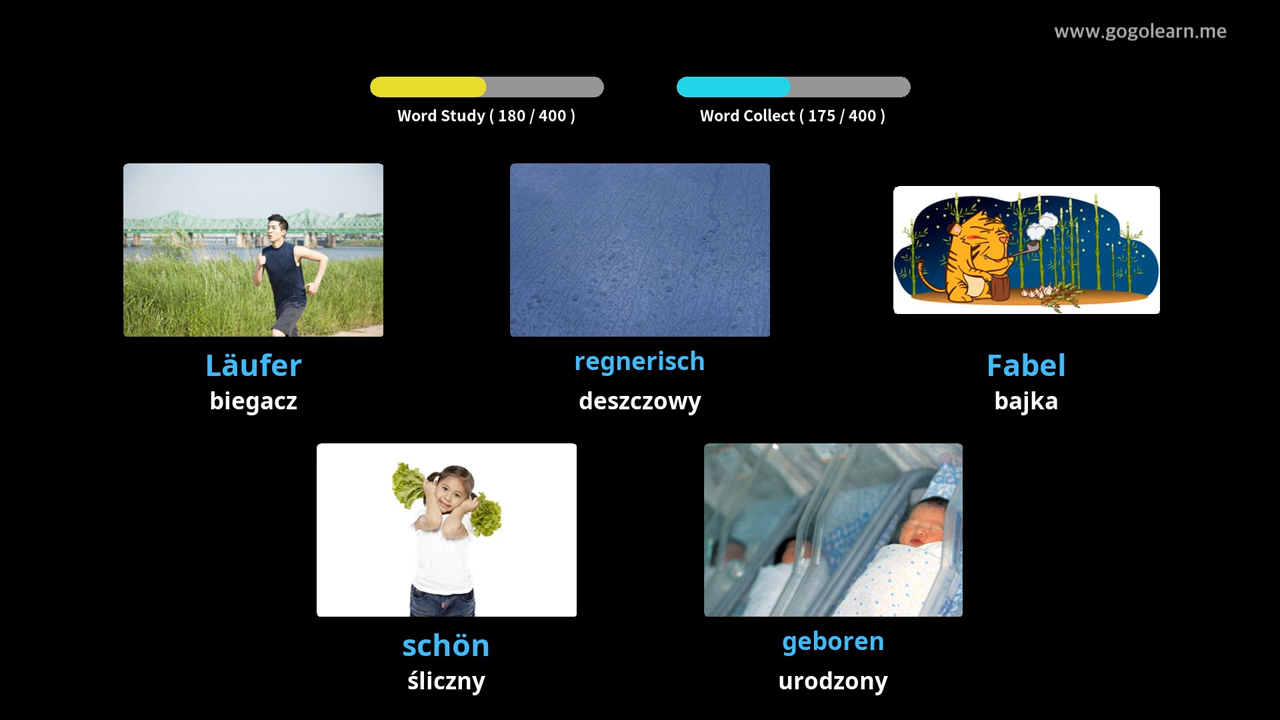 www.gogolearn.me
Word Study ( 180 / 400 )
Word Collect ( 175 / 400 )
Läufer
biegacz
regnerisch
deszczowy
Fabel
bajka
schön
śliczny
geboren
urodzony